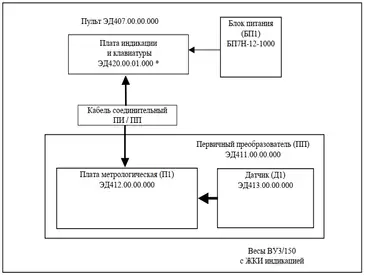 Пульт ЭД407.00.00.000
Плата индикации
и клавиатуры
ЭД420.00.01.000 *
Блок питания
(БП1)
БП7Н-12-1000
Кабель соединительный
ПИ / ПП
Первичный преобразователь (ПП)
ЭД411.00.00.000
Плата метрологическая (П1)
ЭД412.00.00.000
Датчик (Д1)
ЭД413.00.00.000
Весы ВУЗ/150
с ЖКИ индикацией